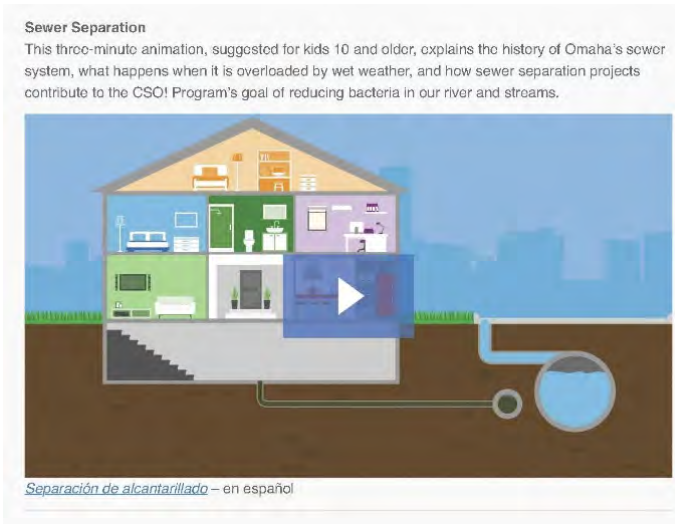 Sewer Separation
This three-minute animation, suggested for kids 10 and older, explains the history of Omaha's sewer
system, what happens when it is overloaded by wet weather, and how sewer separation projects
contribute to the CSO! Program's goal of reducing bacteria in our river and streams.
Separación de alcantarillado – en español